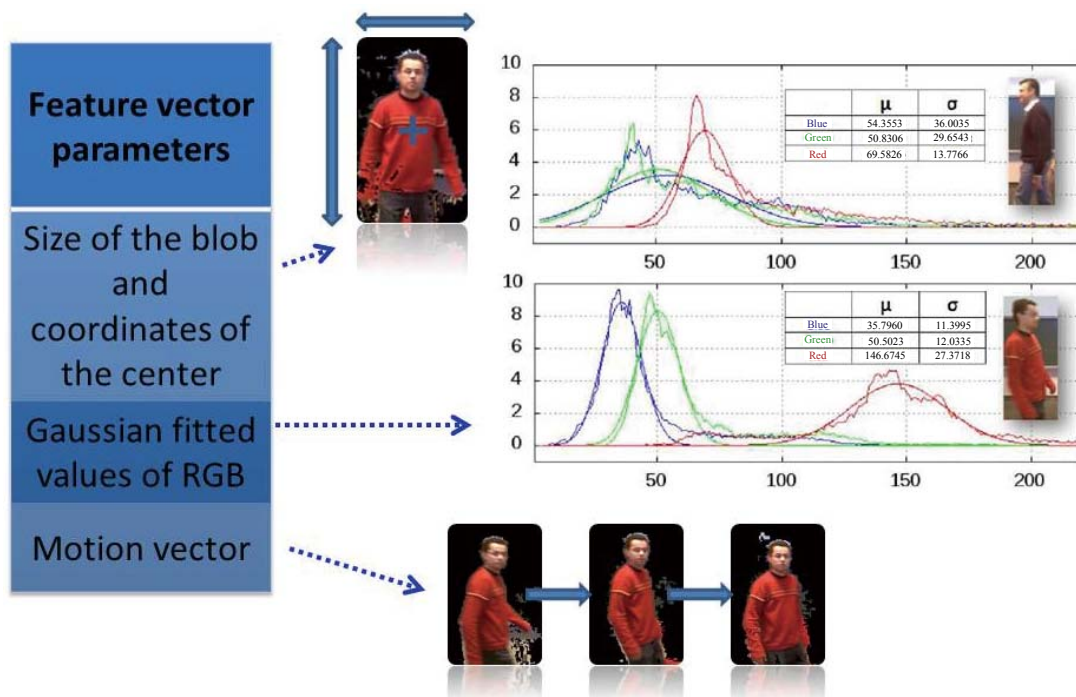 Feature vector
parameters
Size of the blob
and
coordinates of
the center
Gaussian fitted
values of RGB
Motion vector
10
8
6
4
2
0
50
100
150
200
μ σ
Blue 54.3553 36.0035
Green 50.8306 29.6543
Red 69.5826 13.7766
10
8
6
4
2
0
50
100
150
200
μ σ
Blue 35.7960 11.3995
Green 50.5023 12.0335
Red 146.6745 27.3718